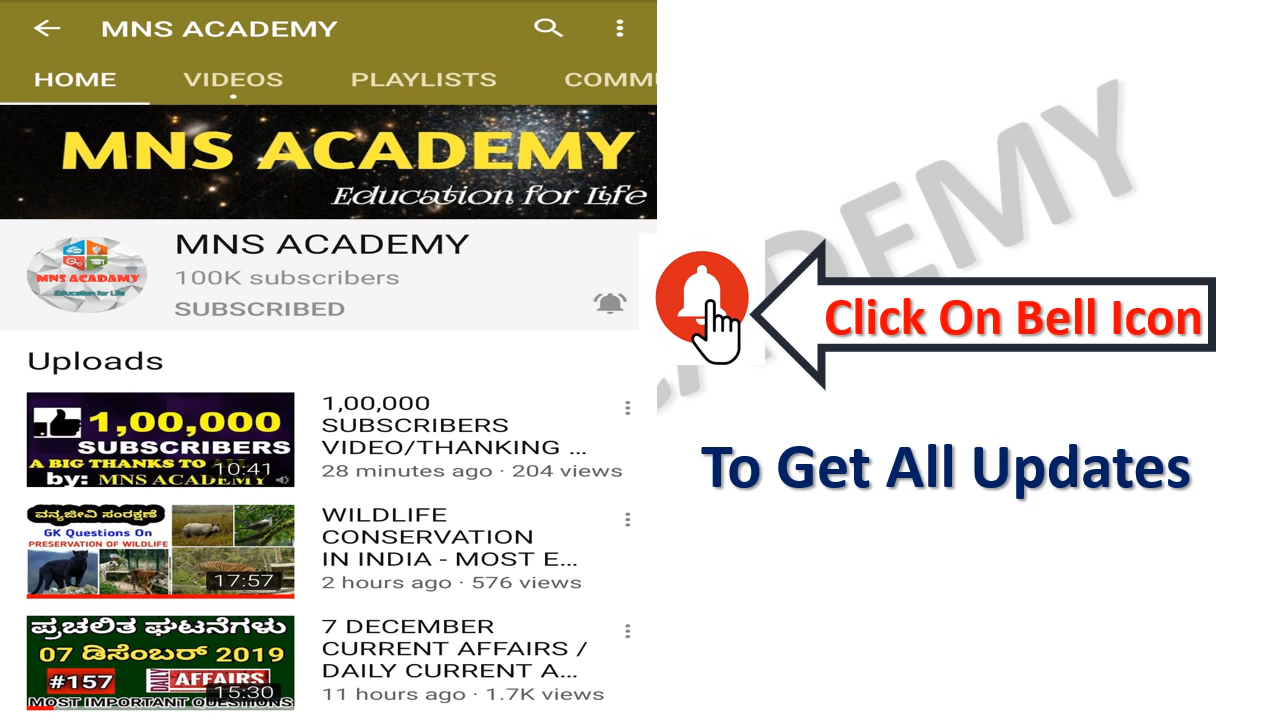 MNS ACADEMY
HOME VIDEOS PLAYLISTS COMMU
MNS ACADEMY
Education for Life
MNS ACADEMY
100K subscribers
SUBSCRIBED
MNS ACADAMY
Education for Life
Uploads
1,00,000
SUBSCRIBERS
A BIG THANKS TO
by: MNS ACADEMY
10:41
1,00,000
SUBSCRIBERS
VIDEO/THANKING ...
28 minutes ago · 204 views
ವನ್ಯಜೀವಿ ಸಂರಕ್ಷಣೆ
GK Questions On
PRESERVATION OF WILDLIFE
17:57
WILDLIFE
CONSERVATION
IN INDIA - MOST E...
2 hours ago · 576 views
ಪ್ರಚಲಿತ ಘಟನೆಗಳು
07 ಡಿಸೆಂಬರ್ 2019
#157 DAILY AFFAIRS
15:30
MOST IMPORTANT QUESTIONS
7 DECEMBER
CURRENT AFFAIRS /
DAILY CURRENT A...
11 hours ago · 1.7K views
DEMY
Click On Bell Icon
To Get All Updates